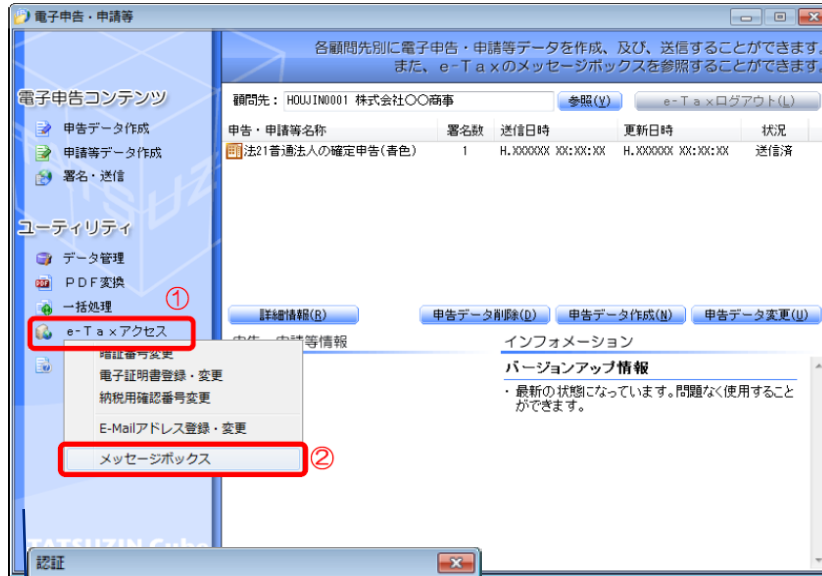 電子申告・申請等
各顧問先別に電子申告・申請等データを作成、及び、送信することができます。
また、e-Taxのメッセージボックスを参照することができます。
電子申告コンテンツ
申告データ作成
申請等データ作成
署名・送信
ユーティリティ
データ管理
PDF変換
一括処理
①
e-Taxアクセス
暗証番号変更
電子証明書登録・変更
納税用確認番号変更
E-Mailアドレス登録・変更
メッセージボックス
②
TATSUZIN Cube
顧問先： HOUJIN0001 株式会社〇〇商事 参照(V) e-Taxログアウト(L)
申告・申請等名称 署名数 送信日時 更新日時 状況
法21普通法人の確定申告(青色) 1 H.XXXXXX XX:XX:XX H.XXXXXX XX:XX:XX 送信済
詳細情報(R) 申告データ削除(D) 申告データ作成(N) 申告データ変更(U)
申告・申請等情報
インフォメーション
バージョンアップ情報
・最新の状態になっています。問題なく使用すること
ができます。
認証